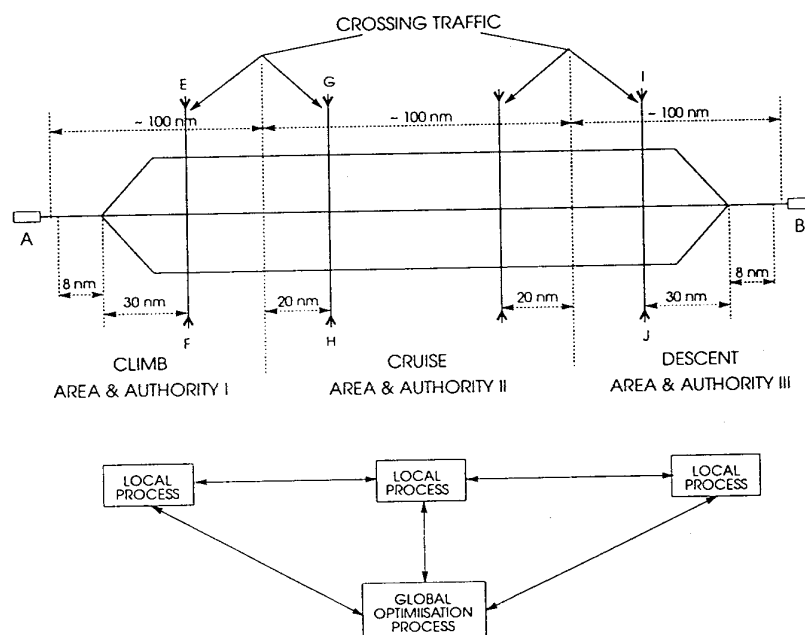 CROSSING TRAFFIC
E
G
I
~ 100 nm
~ 100 nm
~ 100 nm
A
B
8 nm
8 nm
30 nm
20 nm
20 nm
30 nm
F
H
J
CLIMB
AREA & AUTHORITY I
CRUISE
AREA & AUTHORITY II
DESCENT
AREA & AUTHORITY III
LOCAL
PROCESS
LOCAL
PROCESS
LOCAL
PROCESS
GLOBAL
OPTIMIISATION
PROCESS